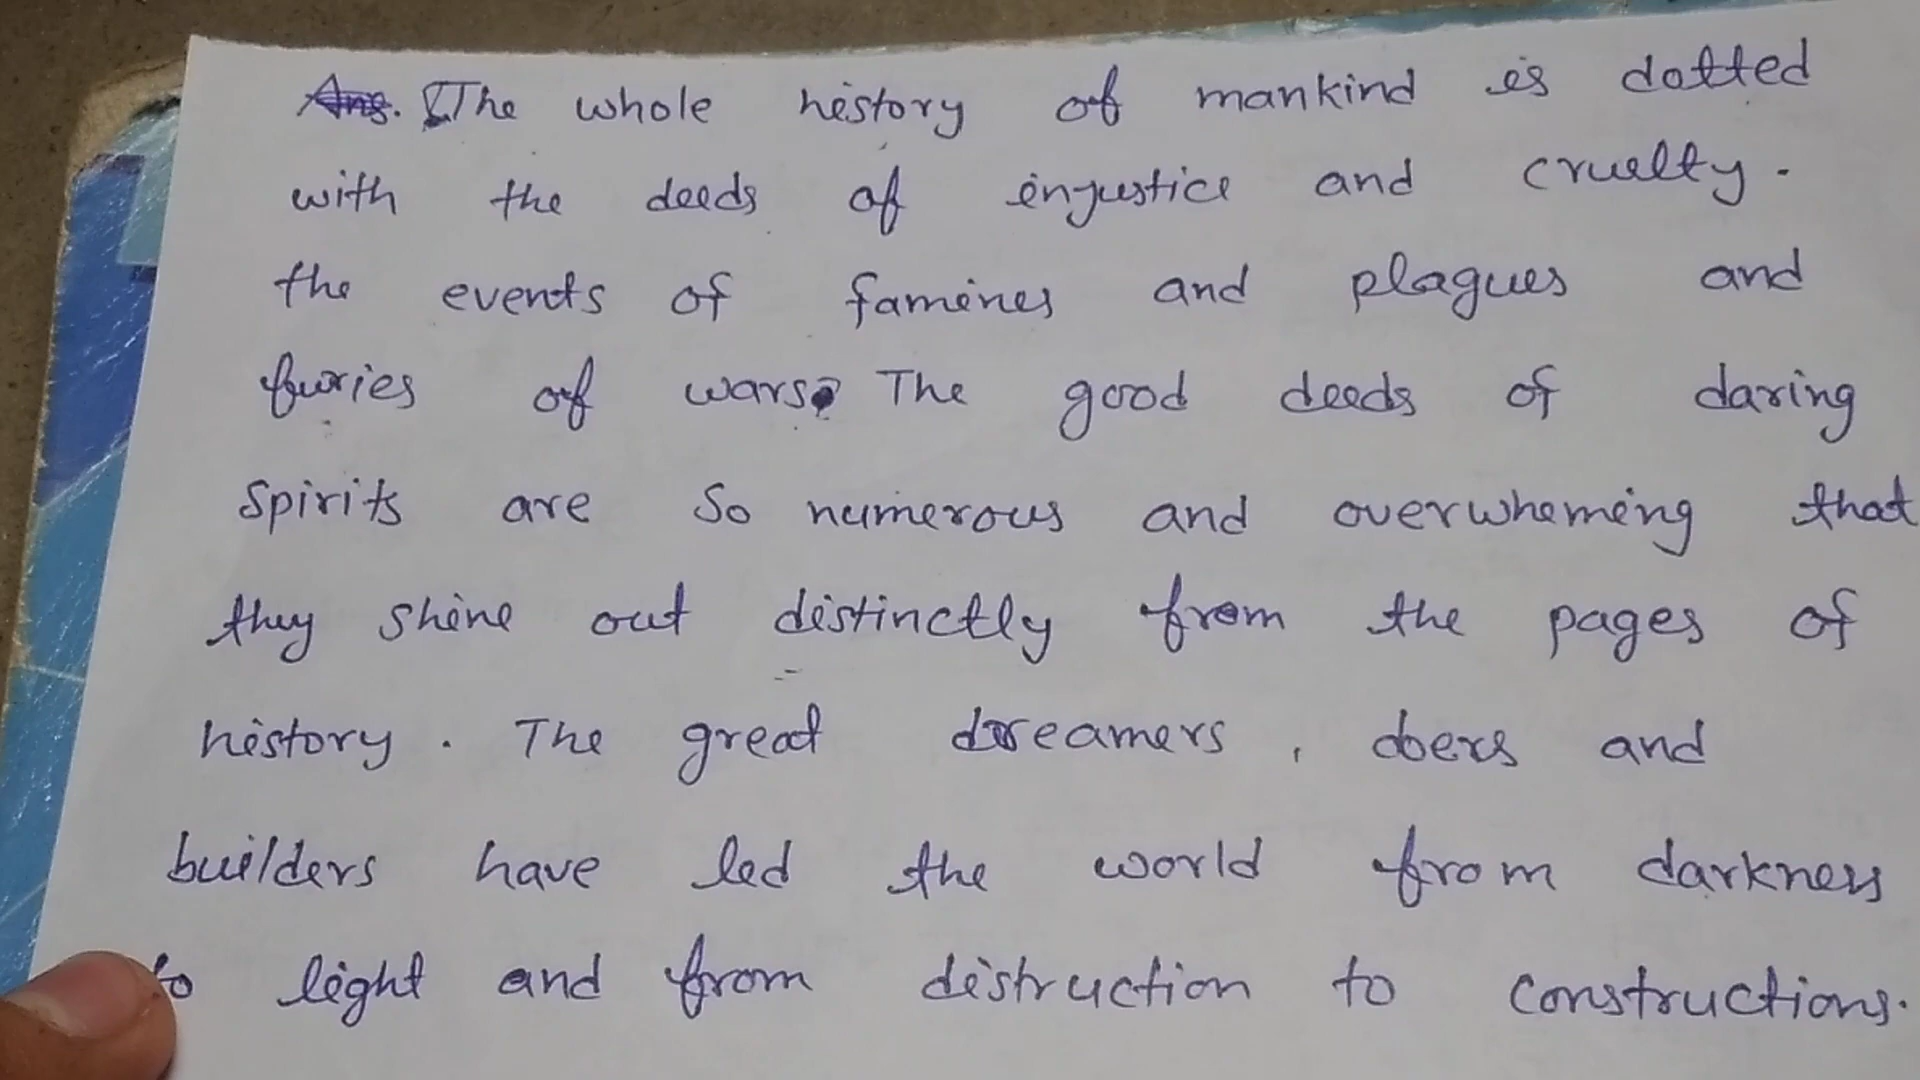 Ans. The whole history of mankind is dotted
with the deeds of injustice and cruelty.
the events of famines and plagues and
furies of wars. The good deeds of daring
spirits are so numerous and overwheming that
they shine out distinctly from the pages of
history. The great dreamers, doers and
builders have led the world from darkness
to light and from distruction to constructions.